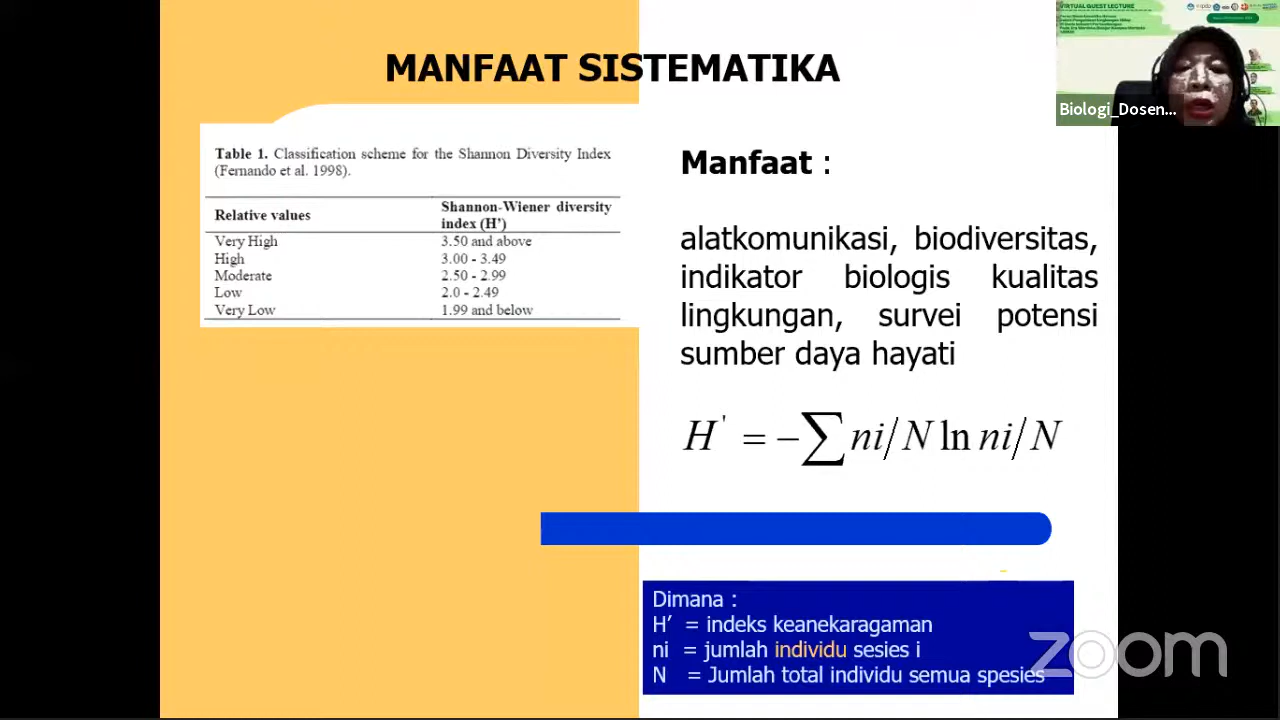 MANFAAT SISTEMATIKA
VIRTUAL GUEST LECTURE
Biologi_Dosen...
Table 1. Classification scheme for the Shannon Diversity Index
(Fernando et al. 1998).
Relative values Shannon-Wiener diversity
index (H')
Very High 3.50 and above
High 3.00 - 3.49
Moderate 2.50 - 2.99
Low 2.0 - 2.49
Very Low 1.99 and below
Manfaat :
alatkomunikasi, biodiversitas,
indikator biologis kualitas
lingkungan, survei potensi
sumber daya hayati
H' = -∑ ni/N ln ni/N
Dimana :
H' = indeks keanekaragaman
ni = jumlah individu sesies i
N = Jumlah total individu semua spesies
zoom